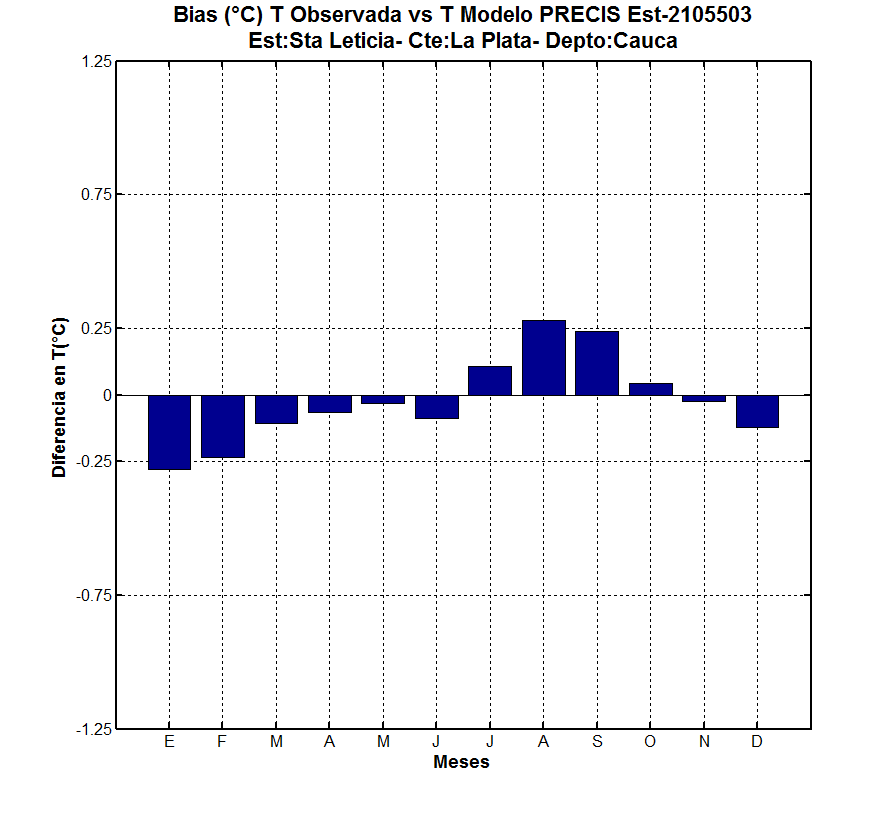 Bias (°C) T Observada vs T Modelo PRECIS Est-2105503
Est:Sta Leticia- Cte:La Plata- Depto:Cauca
Diferencia en T(°C)
1.25
0.75
0.25
0
-0.25
-0.75
-1.25
E F M A M J J A S O N D
Meses